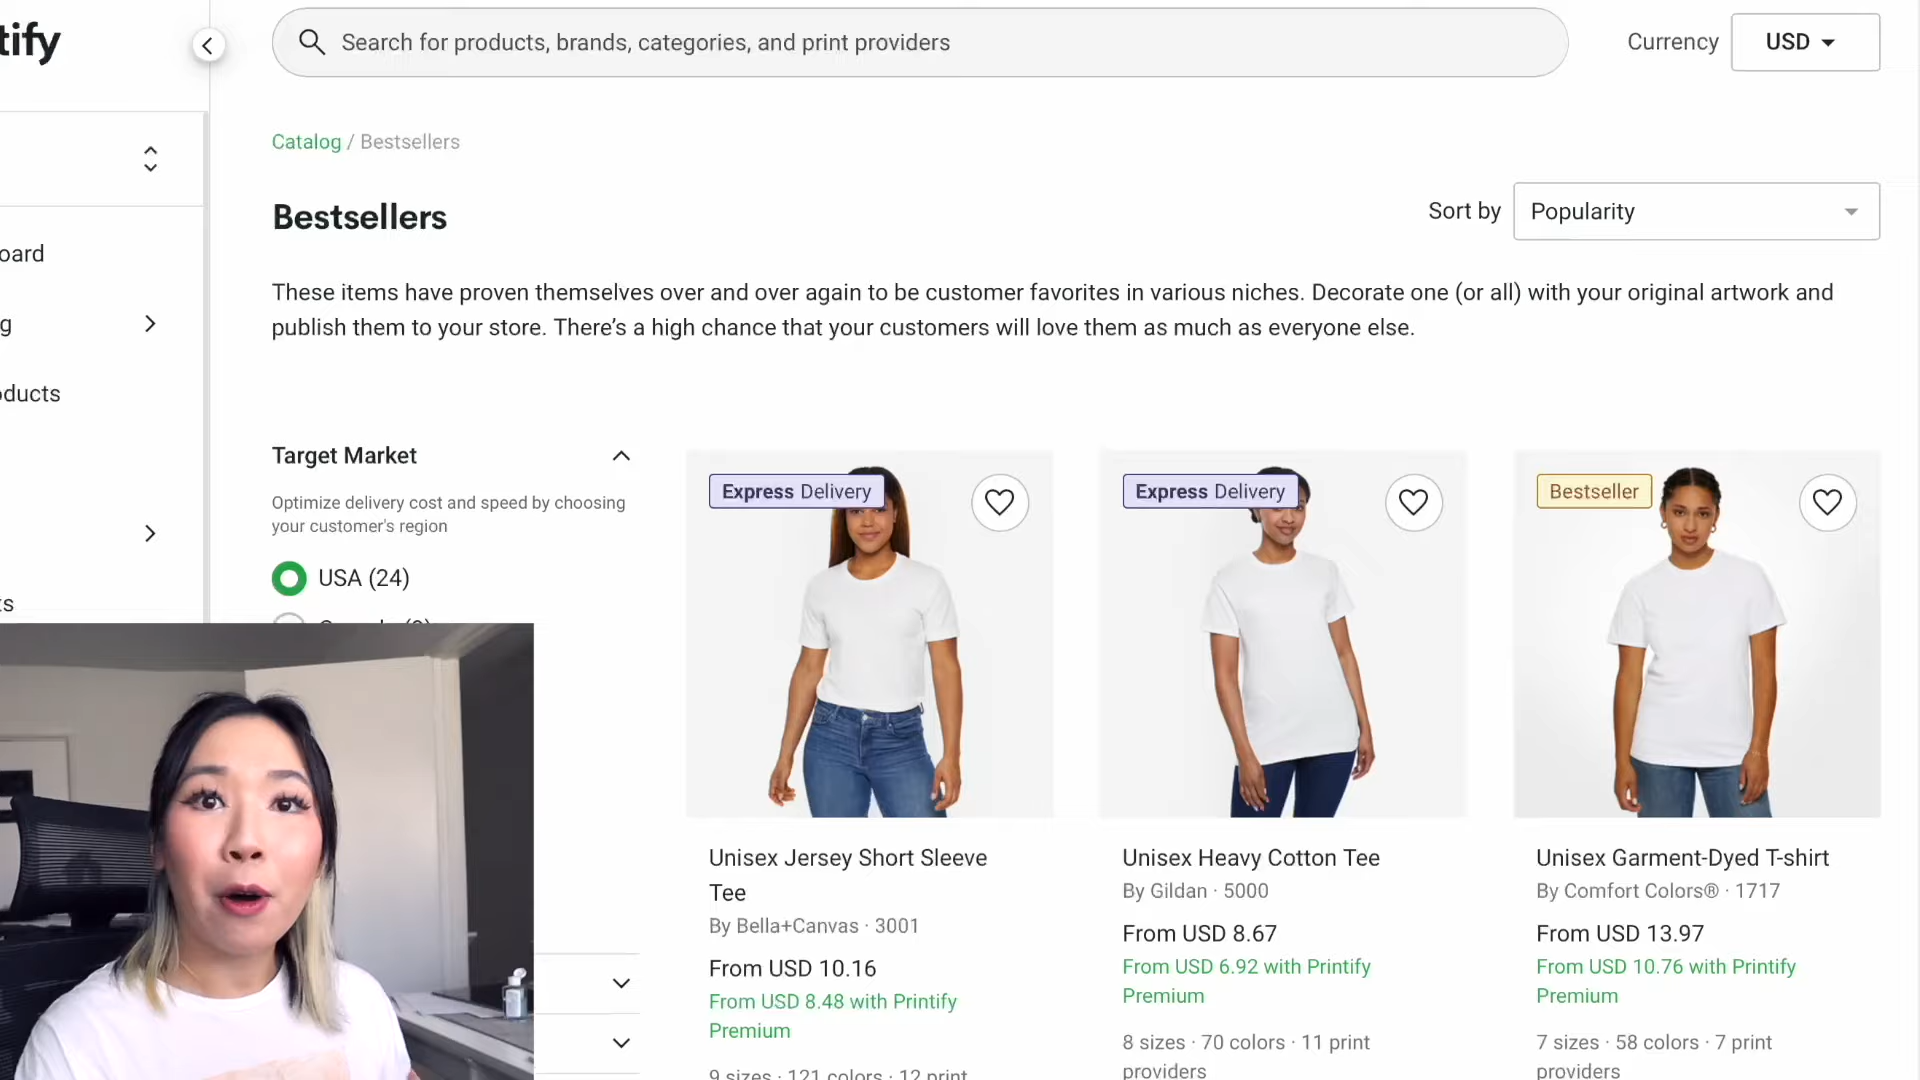 tify
Search for products, brands, categories, and print providers
Currency
USD
Catalog / Bestsellers
Bestsellers
Sort by
Popularity
These items have proven themselves over and over again to be customer favorites in various niches. Decorate one (or all) with your original artwork and
publish them to your store. There’s a high chance that your customers will love them as much as everyone else.
oard
g
oducts
ts
Target Market
Optimize delivery cost and speed by choosing
your customer's region
USA (24)
Express Delivery
Unisex Jersey Short Sleeve
Tee
By Bella+Canvas · 3001
From USD 10.16
From USD 8.48 with Printify
Premium
9 sizes · 121 colors · 12 print
Express Delivery
Unisex Heavy Cotton Tee
By Gildan · 5000
From USD 8.67
From USD 6.92 with Printify
Premium
8 sizes · 70 colors · 11 print
providers
Bestseller
Unisex Garment-Dyed T-shirt
By Comfort Colors® · 1717
From USD 13.97
From USD 10.76 with Printify
Premium
7 sizes · 58 colors · 7 print
providers